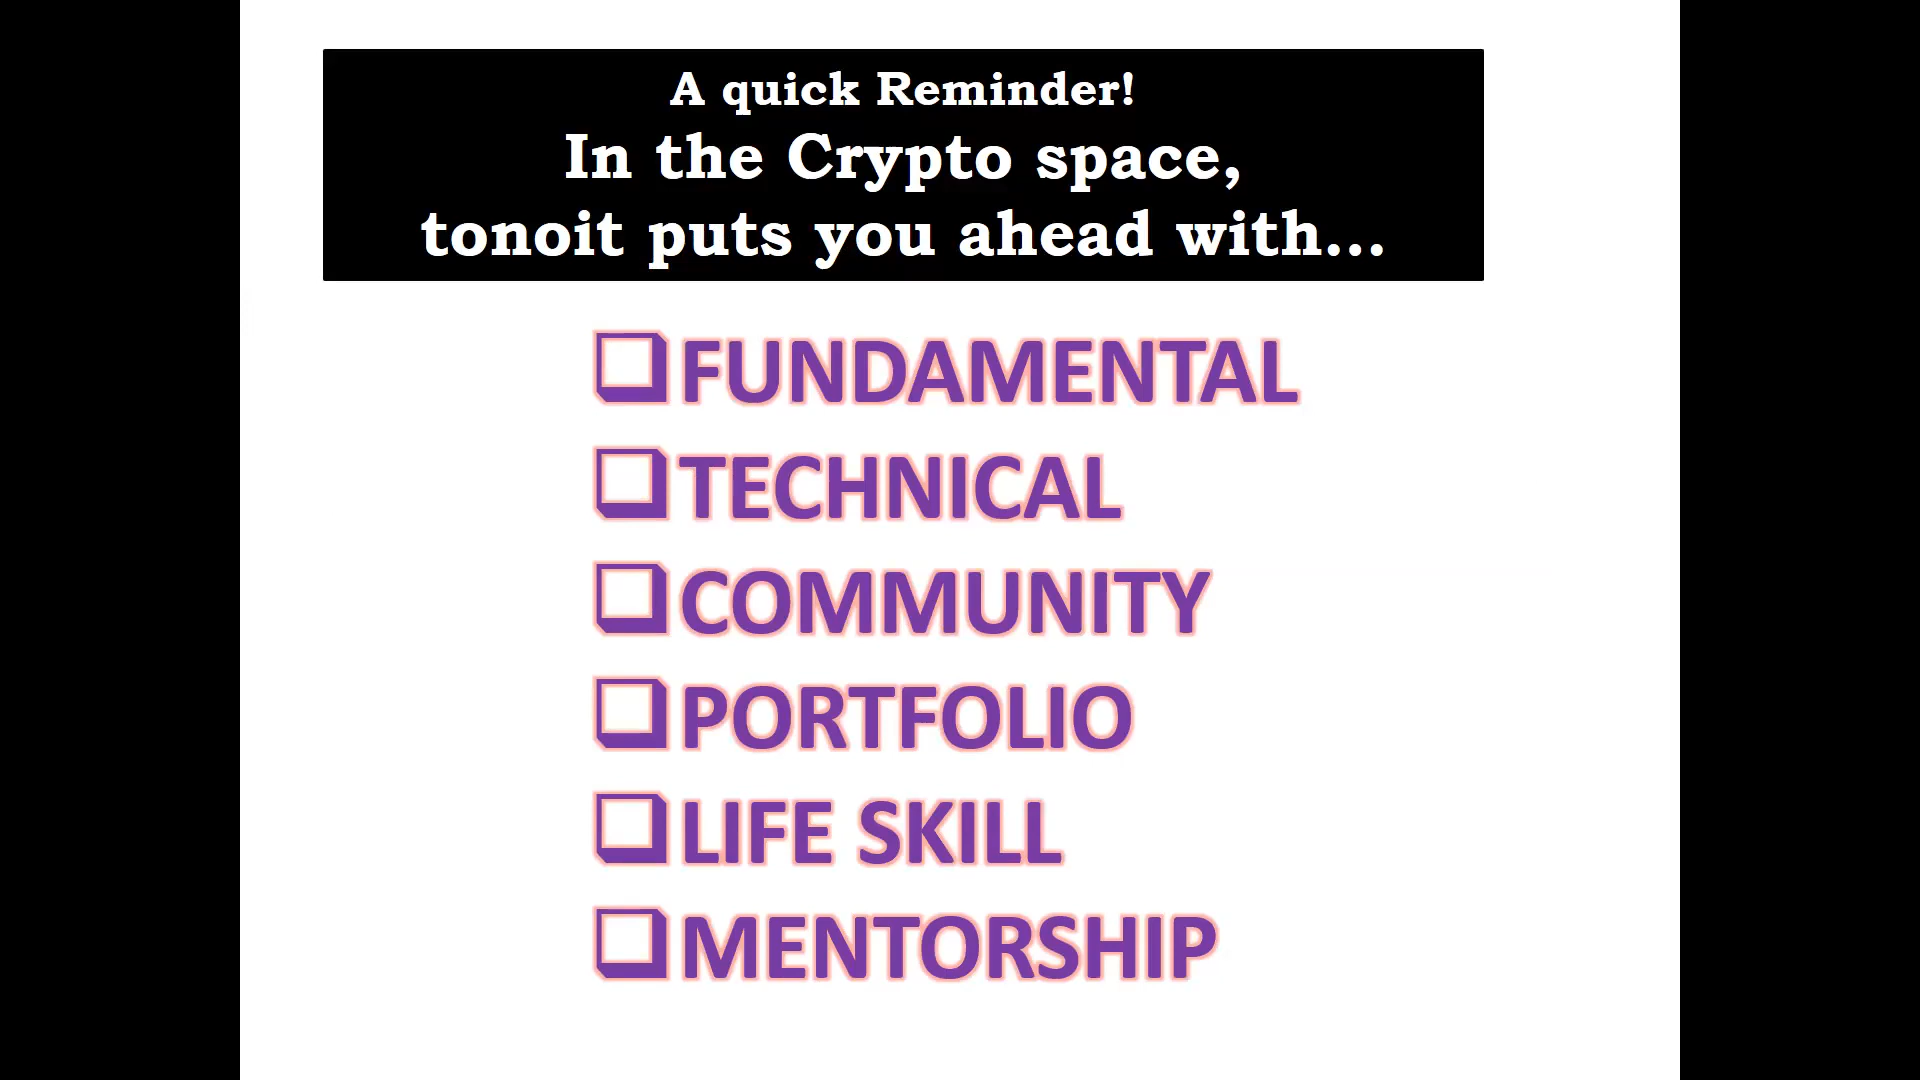 A quick Reminder!
In the Crypto space,
tonoit puts you ahead with...
❑FUNDAMENTAL
❑TECHNICAL
❑COMMUNITY
❑PORTFOLIO
❑LIFE SKILL
❑MENTORSHIP